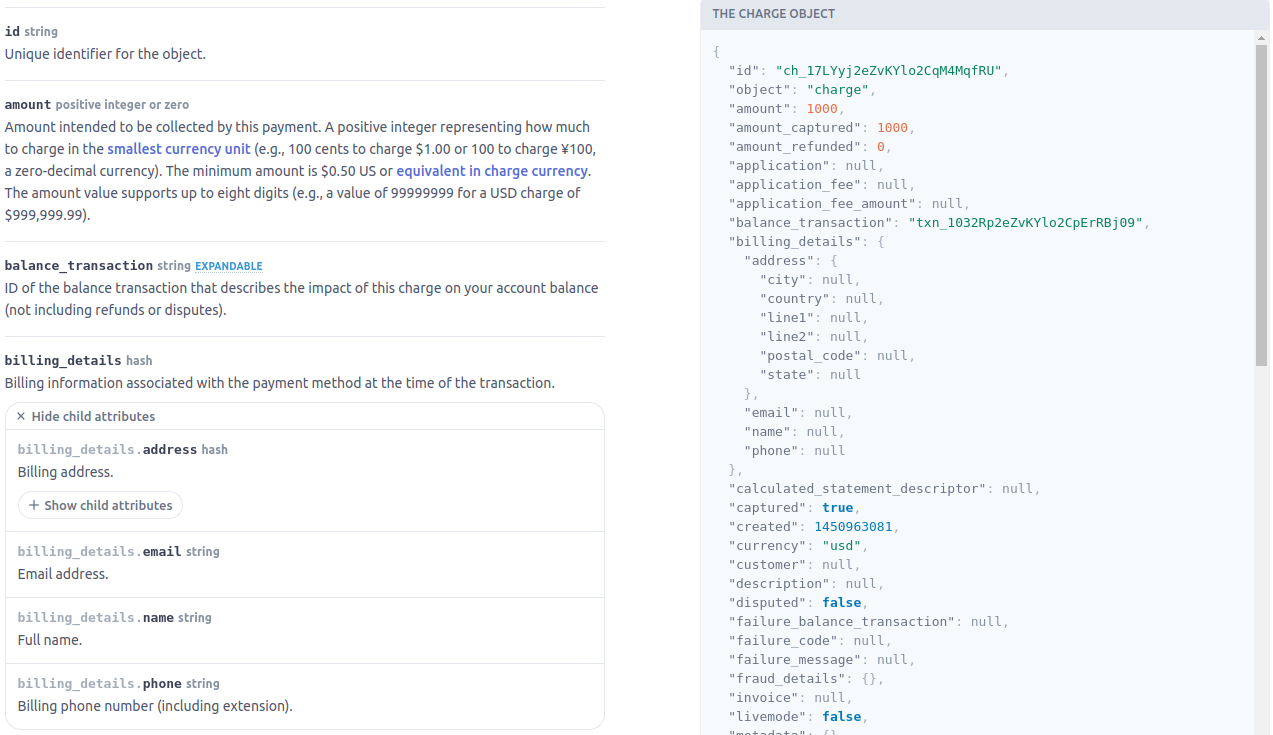 id string
Unique identifier for the object.
amount positive integer or zero
Amount intended to be collected by this payment. A positive integer representing how much
to charge in the smallest currency unit (e.g., 100 cents to charge $1.00 or 100 to charge ¥100,
a zero-decimal currency). The minimum amount is $0.50 US or equivalent in charge currency.
The amount value supports up to eight digits (e.g., a value of 99999999 for a USD charge of
$999,999.99).
balance_transaction string EXPANDABLE
ID of the balance transaction that describes the impact of this charge on your account balance
(not including refunds or disputes).
billing_details hash
Billing information associated with the payment method at the time of the transaction.
✕ Hide child attributes
billing_details.address hash
Billing address.
+ Show child attributes
billing_details.email string
Email address.
billing_details.name string
Full name.
billing_details.phone string
Billing phone number (including extension).
THE CHARGE OBJECT
{
"id": "ch_17LYyj2eZvKYlo2CqM4MqfRU",
"object": "charge",
"amount": 1000,
"amount_captured": 1000,
"amount_refunded": 0,
"application": null,
"application_fee": null,
"application_fee_amount": null,
"balance_transaction": "txn_1032Rp2eZvKYlo2CpErRBj09",
"billing_details": {
"address": {
"city": null,
"country": null,
"line1": null,
"line2": null,
"postal_code": null,
"state": null
},
"email": null,
"name": null,
"phone": null
},
"calculated_statement_descriptor": null,
"captured": true,
"created": 1450963081,
"currency": "usd",
"customer": null,
"description": null,
"disputed": false,
"failure_balance_transaction": null,
"failure_code": null,
"failure_message": null,
"fraud_details": {},
"invoice": null,
"livemode": false,
"metadata": {}